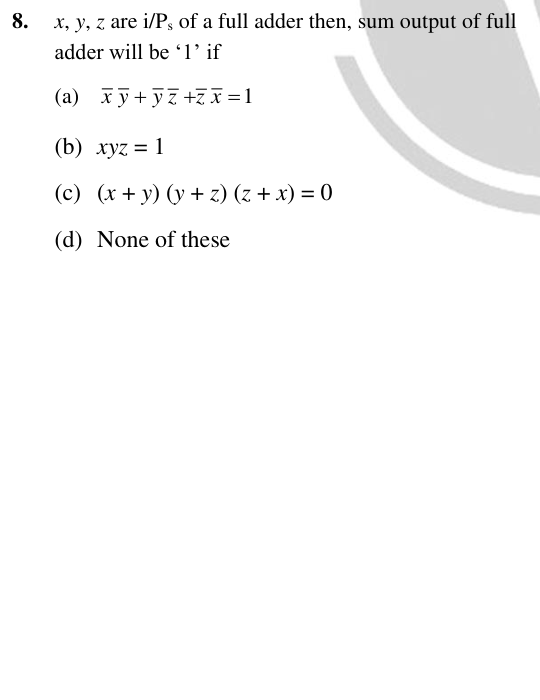 8. x, y, z are i/Pₛ of a full adder then, sum output of full
adder will be ‘1’ if
(a) x̅ y̅ + y̅ z̅ +z̅ x̅ = 1
(b) xyz = 1
(c) (x + y) (y + z) (z + x) = 0
(d) None of these